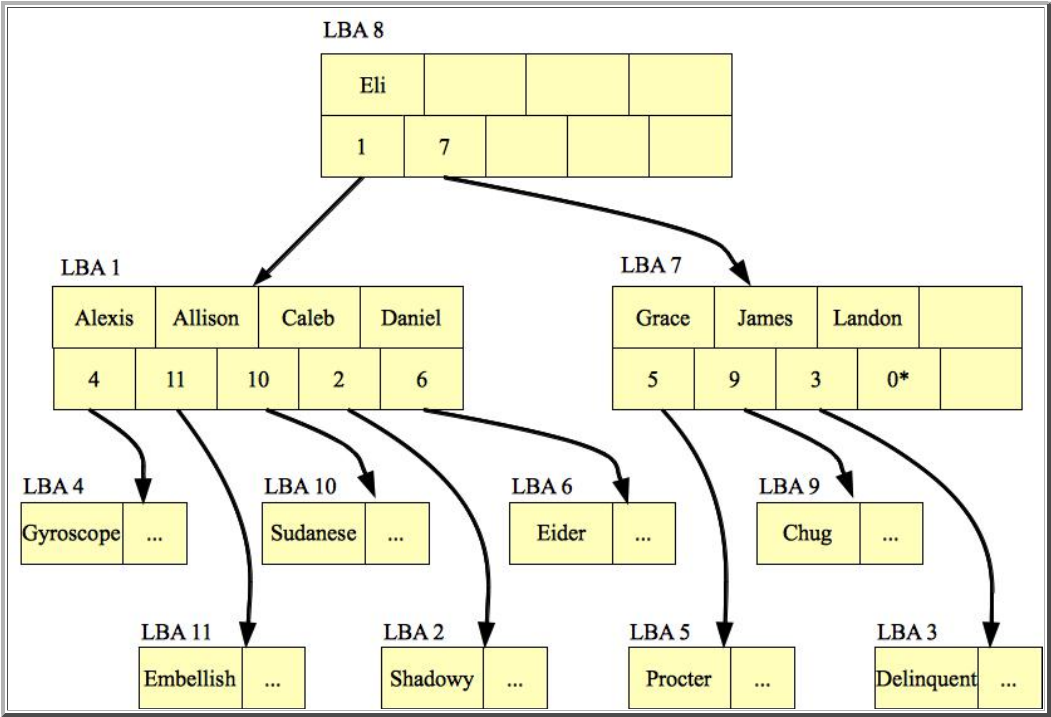 LBA 8
Eli
1 7
LBA 1
LBA 7
Alexis Allison Caleb Daniel
Grace James Landon
4 11 10 2 6
5 9 3 0*
LBA 4
LBA 10
LBA 6
LBA 9
Gyroscope ...
Sudanese ...
Eider ...
Chug ...
LBA 11
LBA 2
LBA 5
LBA 3
Embellish ...
Shadowy ...
Procter ...
Delinquent ...